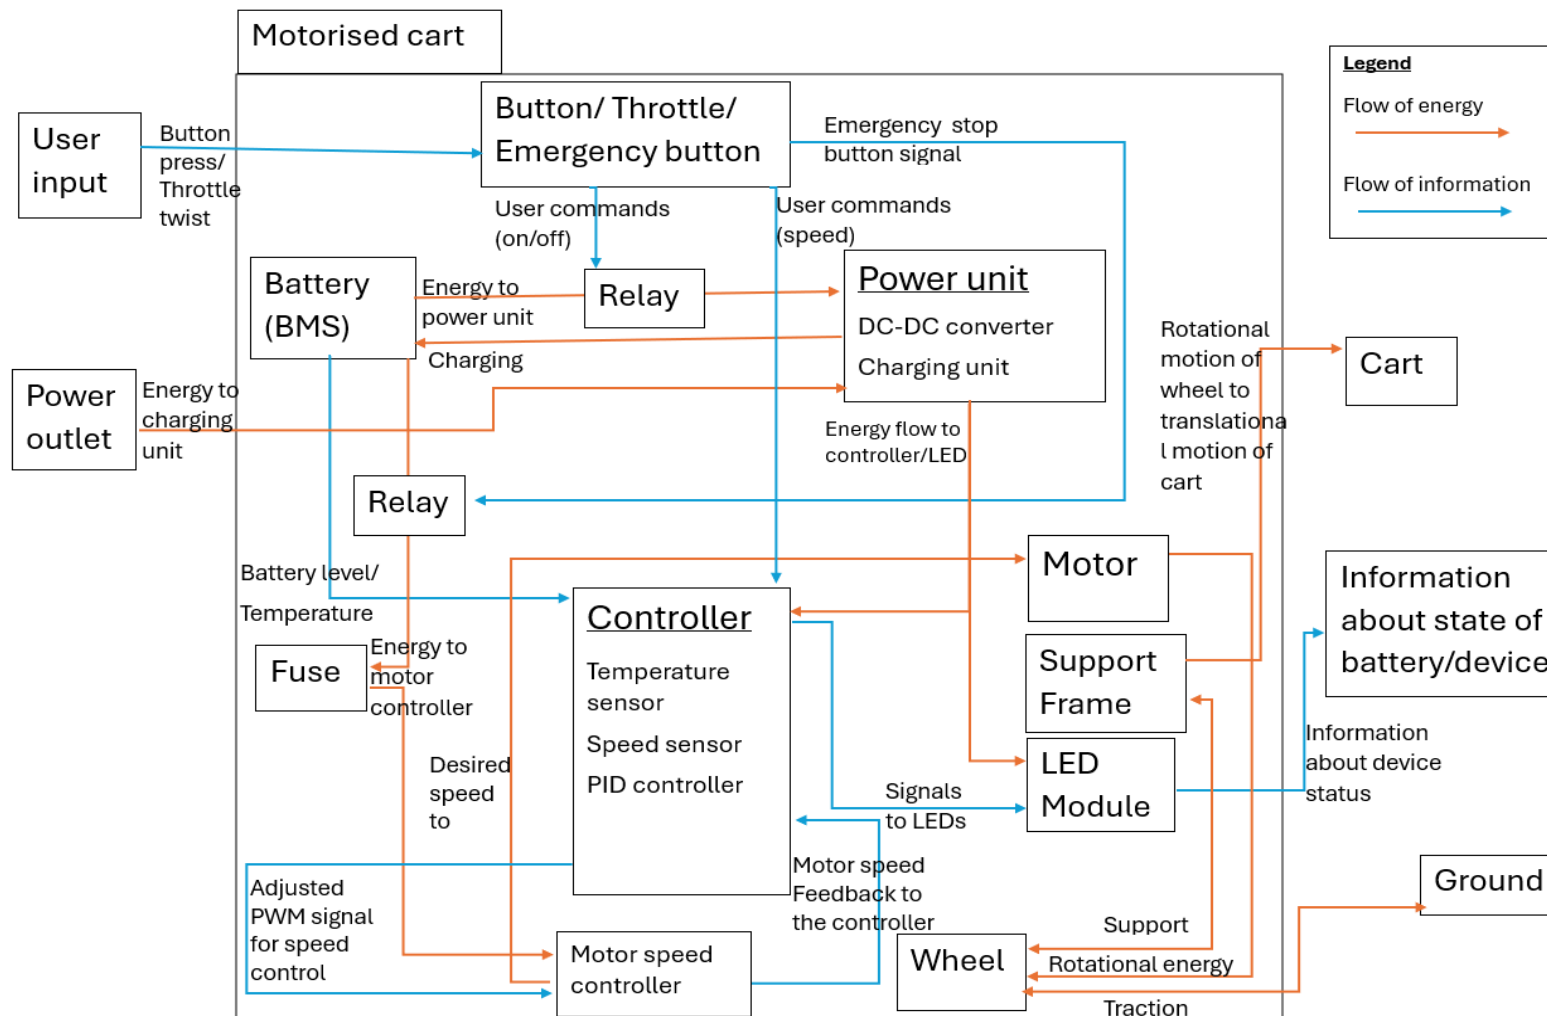 Motorised cart
User
input
Button
press/
Throttle
twist
Button/ Throttle/
Emergency button
Emergency  stop
button signal
Legend
Flow of energy
Flow of information
User commands
(on/off)
User commands
(speed)
Battery
(BMS)
Energy to
power unit
Relay
Charging
Power unit
DC-DC converter
Charging unit
Rotational
motion of
wheel to
translationa
l motion of
cart
Cart
Power
outlet
Energy to
charging
unit
Energy flow to
controller/LED
Relay
Battery level/
Temperature
Motor
Information
about state of
battery/device
Controller
Temperature
sensor
Speed sensor
PID controller
Fuse
Energy to
motor
controller
Support
Frame
Desired
speed
to
LED
Module
Information
about device
status
Signals
to LEDs
Motor speed
Feedback to
the controller
Ground
Adjusted
PWM signal
for speed
control
Motor speed
controller
Wheel
Support
Rotational energy
Traction